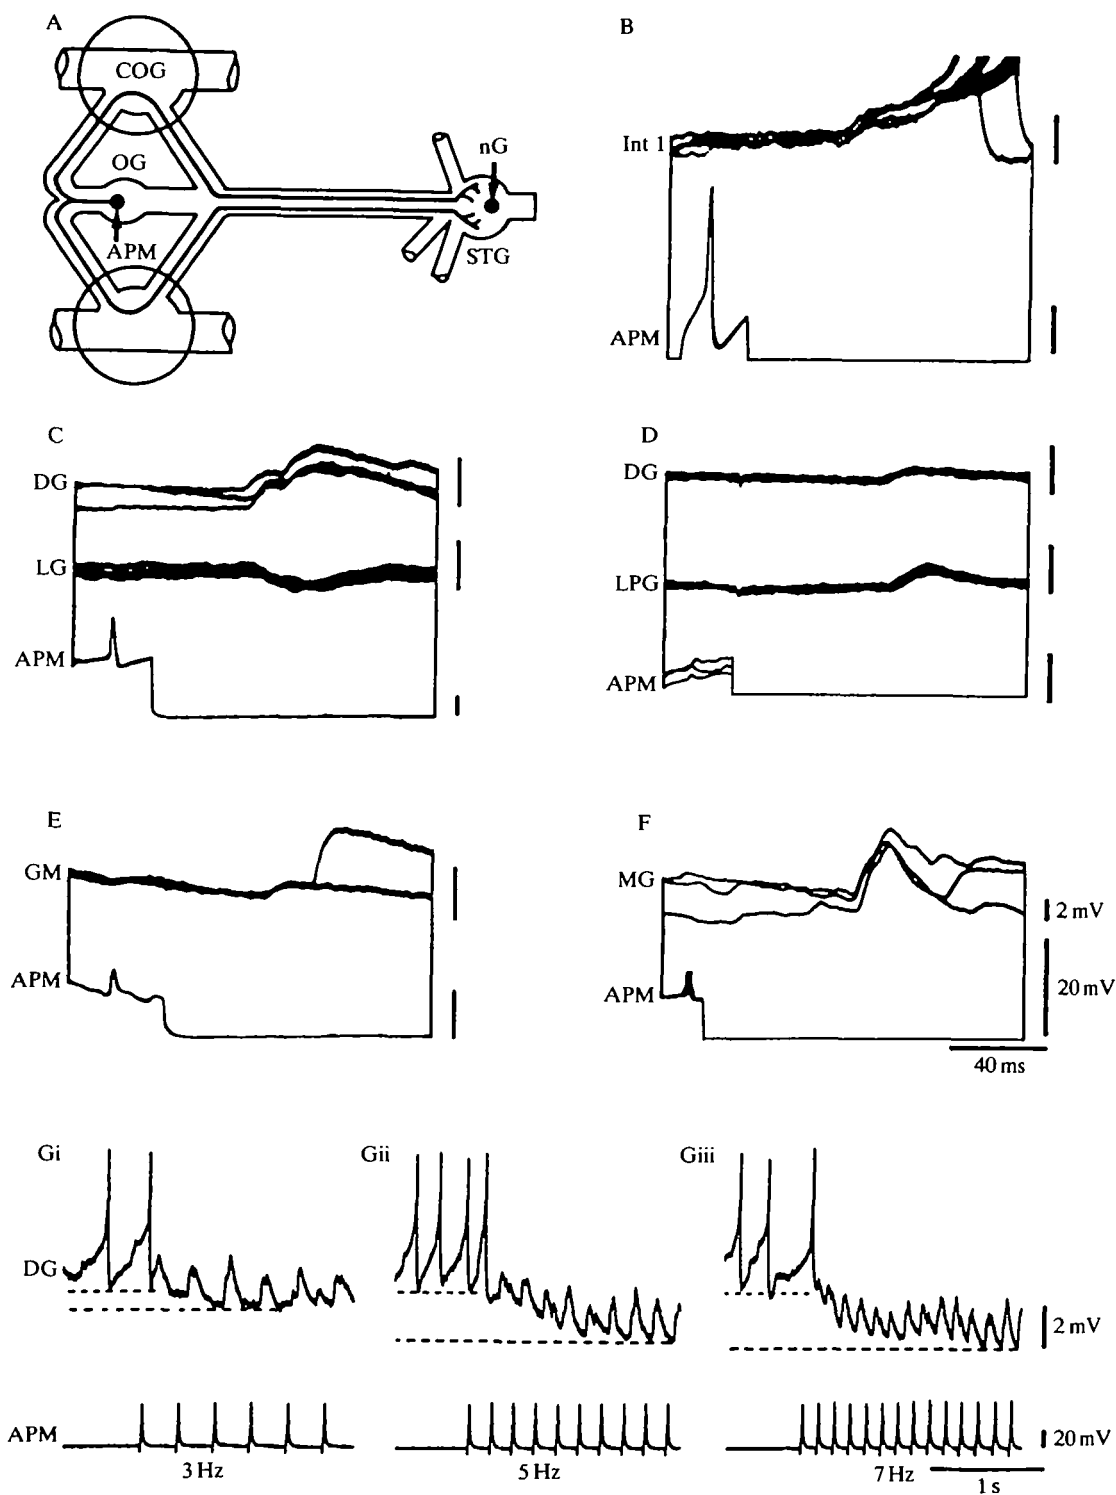 A
COG
OG
APM
nG
STG
B
Int 1
APM
C
DG
LG
APM
D
DG
LPG
APM
E
GM
APM
F
MG
2 mV
APM
20 mV
40 ms
Gi
Gii
Giii
DG
2 mV
APM
20 mV
3 Hz
5 Hz
7 Hz
1 s